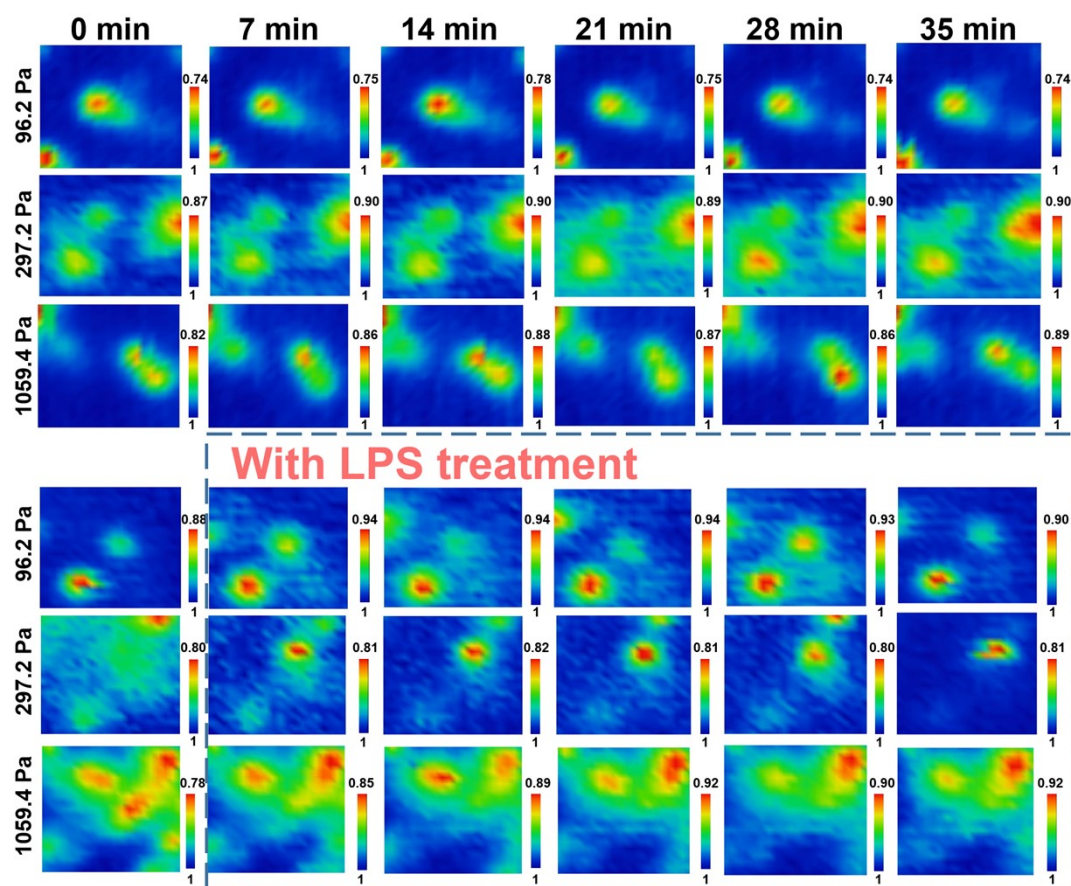 0 min 7 min 14 min 21 min 28 min 35 min
96.2 Pa 0.74 0.75 0.78 0.75 0.74 0.74
1 1 1 1 1 1
297.2 Pa 0.87 0.90 0.90 0.89 0.90 0.90
1 1 1 1 1 1
1059.4 Pa 0.82 0.86 0.88 0.87 0.86 0.89
1 1 1 1 1 1
With LPS treatment
96.2 Pa 0.88 0.94 0.94 0.94 0.93 0.90
1 1 1 1 1 1
297.2 Pa 0.80 0.81 0.82 0.81 0.80 0.81
1 1 1 1 1 1
1059.4 Pa 0.78 0.85 0.89 0.92 0.90 0.92
1 1 1 1 1 1